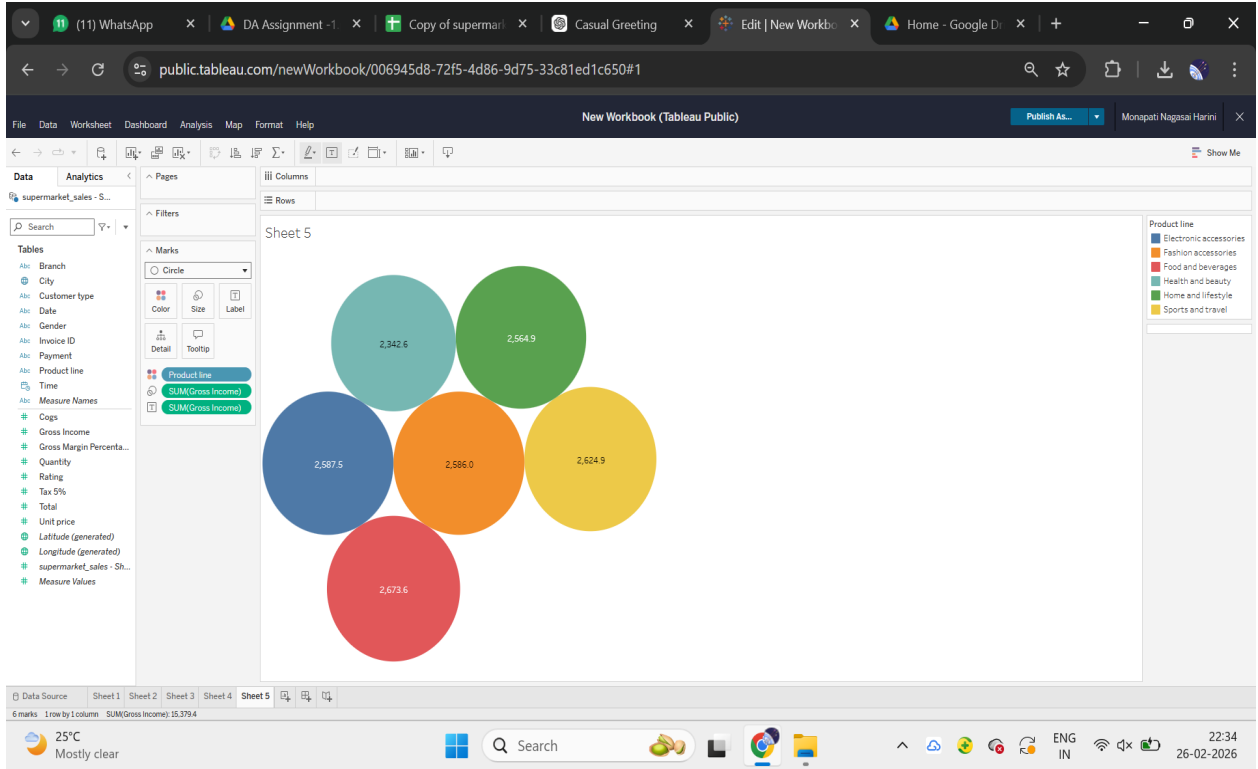 11 (11) WhatsApp
DA Assignment -1.
Copy of supermark
Casual Greeting
Edit | New Workbo
Home - Google Dr
public.tableau.com/newWorkbook/006945d8-72f5-4d86-9d75-33c81ed1c650#1
New Workbook (Tableau Public)
Publish As...
Monapati Nagasai Harini
File Data Worksheet Dashboard Analysis Map Format Help
Show Me
Data Analytics
Pages
Columns
supermarket_sales - S...
Rows
Search
Filters
Sheet 5
Tables
Abc Branch
City
Abc Customer type
Abc Date
Abc Gender
Abc Invoice ID
Abc Payment
Abc Product line
Time
Abc Measure Names
# Cogs
# Gross Income
# Gross Margin Percenta...
# Quantity
# Rating
# Tax 5%
# Total
# Unit price
Latitude (generated)
Longitude (generated)
# supermarket_sales - Sh...
# Measure Values
Marks
Circle
Color Size Label
Detail Tooltip
Product line
SUM(Gross Income)
SUM(Gross Income)
2,342.6
2,564.9
2,587.5
2,586.0
2,624.9
2,673.6
Product line
Electronic accessories
Fashion accessories
Food and beverages
Health and beauty
Home and lifestyle
Sports and travel
Data Source Sheet 1 Sheet 2 Sheet 3 Sheet 4 Sheet 5
6 marks 1 row by 1 column SUM(Gross Income): 15,379.4
25°C
Mostly clear
Search
ENG
IN
22:34
26-02-2026